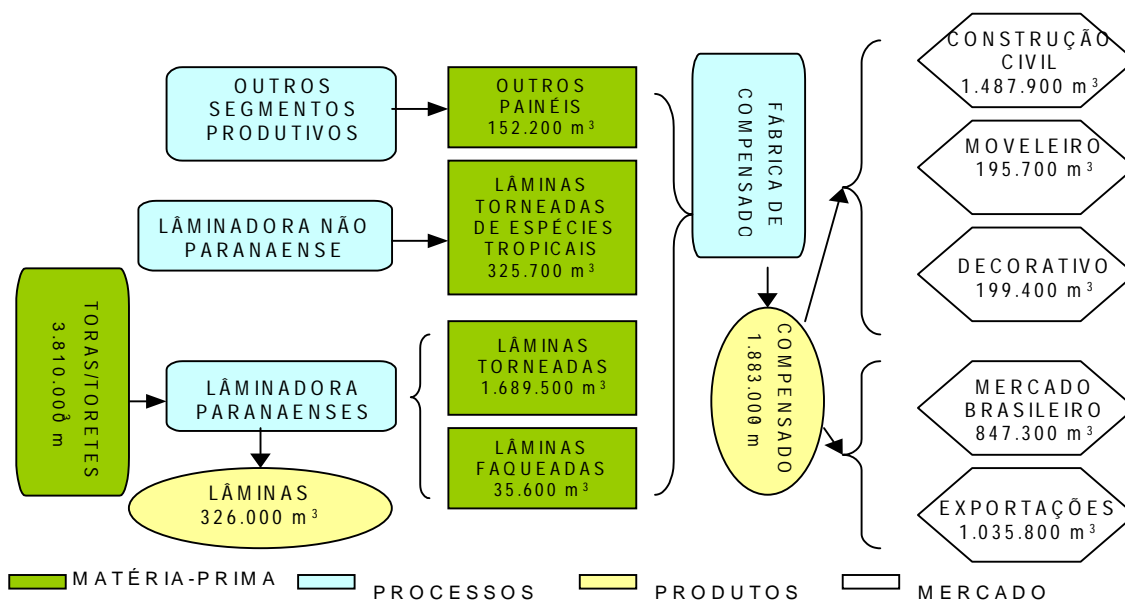 OUTROS
SEGMENTOS
PRODUTIVOS
OUTROS
PAINÉIS
152.200 m³
LÂMINADORA NÃO
PARANAENSE
LÂMINAS
TORNEADAS
DE ESPÉCIES
TROPICAIS
325.700 m³
TORAS/TORETES
3.810.000 m³
LÂMINADORA
PARANAENSES
LÂMINAS
TORNEADAS
1.689.500 m³
LÂMINAS
FAQUEADAS
35.600 m³
LÂMINAS
326.000 m³
FÁBRICA DE
COMPENSADO
COMPENSADO
1.883.000 m
CONSTRUÇÃO
CIVIL
1.487.900 m³
MOVELEIRO
195.700 m³
DECORATIVO
199.400 m³
MERCADO
BRASILEIRO
847.300 m³
EXPORTAÇÕES
1.035.800 m³
MATÉRIA-PRIMA
PROCESSOS
PRODUTOS
MERCADO